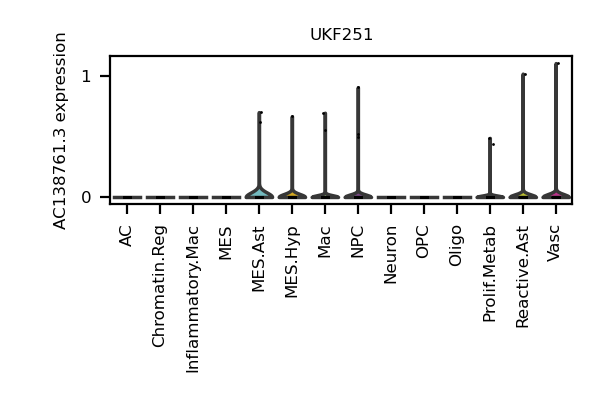 UKF251
AC138761.3 expression
1
0
AC
Chromatin.Reg
Inflammatory.Mac
MES
MES.Ast
MES.Hyp
Mac
NPC
Neuron
OPC
Oligo
Prolif.Metab
Reactive.Ast
Vasc